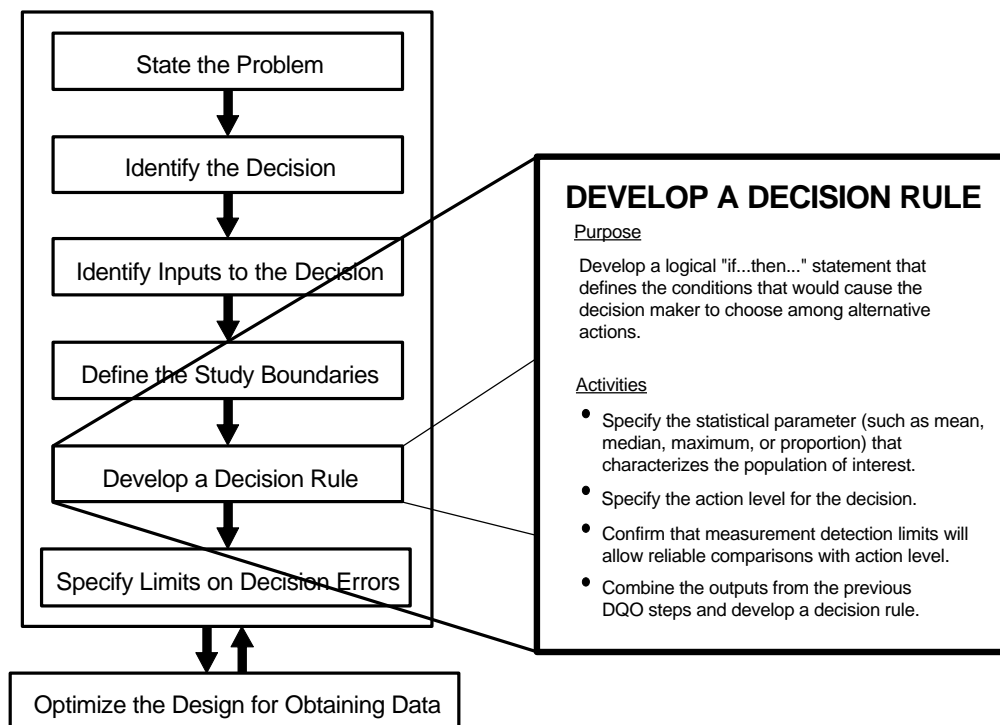 State the Problem
Identify the Decision
Identify Inputs to the Decision
Define the Study Boundaries
Develop a Decision Rule
Specify Limits on Decision Errors
Optimize the Design for Obtaining Data
DEVELOP A DECISION RULE
Purpose
Develop a logical "if...then..." statement that
defines the conditions that would cause the
decision maker to choose among alternative
actions.
Activities
• Specify the statistical parameter (such as mean,
median, maximum, or proportion) that
characterizes the population of interest.
• Specify the action level for the decision.
• Confirm that measurement detection limits will
allow reliable comparisons with action level.
• Combine the outputs from the previous
DQO steps and develop a decision rule.